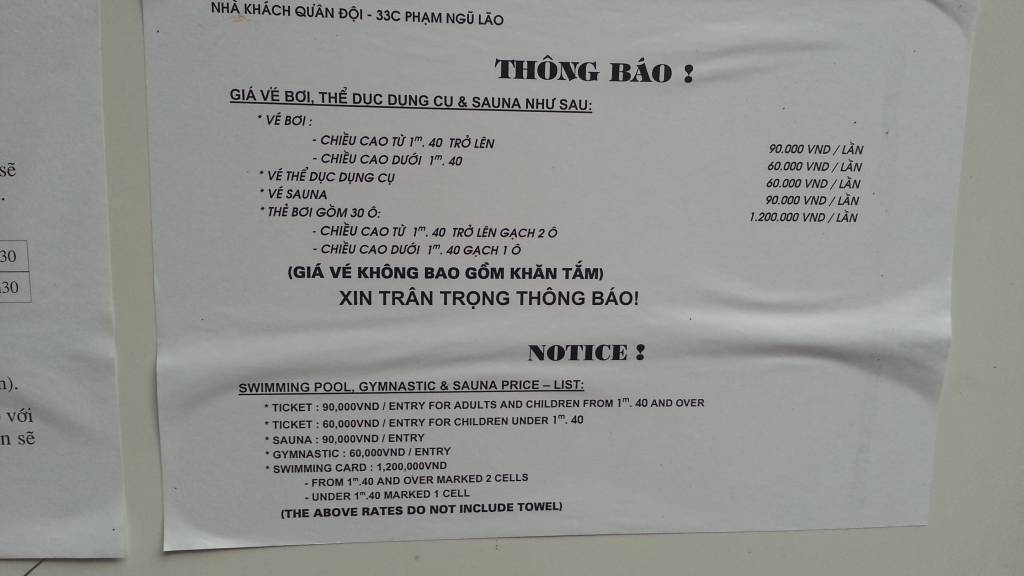 NHÀ KHÁCH QUÂN ĐỘI - 33C PHẠM NGŨ LÃO
THÔNG BÁO !
GIÁ VÉ BƠI, THỂ DỤC DỤNG CỤ & SAUNA NHƯ SAU:
* VÉ BƠI :
- CHIỀU CAO TỪ 1m. 40 TRỞ LÊN 90.000 VND / LẦN
- CHIỀU CAO DƯỚI 1m. 40 60.000 VND / LẦN
* VÉ THỂ DỤC DỤNG CỤ 60.000 VND / LẦN
* VÉ SAUNA 90.000 VND / LẦN
* THẺ BƠI GỒM 30 Ô: 1.200.000 VND / LẦN
- CHIỀU CAO TỪ 1m. 40 TRỞ LÊN GẠCH 2 Ô
- CHIỀU CAO DƯỚI 1m. 40 GẠCH 1 Ô
(GIÁ VÉ KHÔNG BAO GỒM KHĂN TẮM)
XIN TRÂN TRỌNG THÔNG BÁO!
NOTICE !
SWIMMING POOL, GYMNASTIC & SAUNA PRICE – LIST:
* TICKET : 90,000VND / ENTRY FOR ADULTS AND CHILDREN FROM 1m. 40 AND OVER
* TICKET : 60,000VND / ENTRY FOR CHILDREN UNDER 1m. 40
* SAUNA : 90,000VND / ENTRY
* GYMNASTIC : 60,000VND / ENTRY
* SWIMMING CARD : 1,200,000VND
- FROM 1m.40 AND OVER MARKED 2 CELLS
- UNDER 1m.40 MARKED 1 CELL
(THE ABOVE RATES DO NOT INCLUDE TOWEL)
sẽ
30
30
với
n sẽ